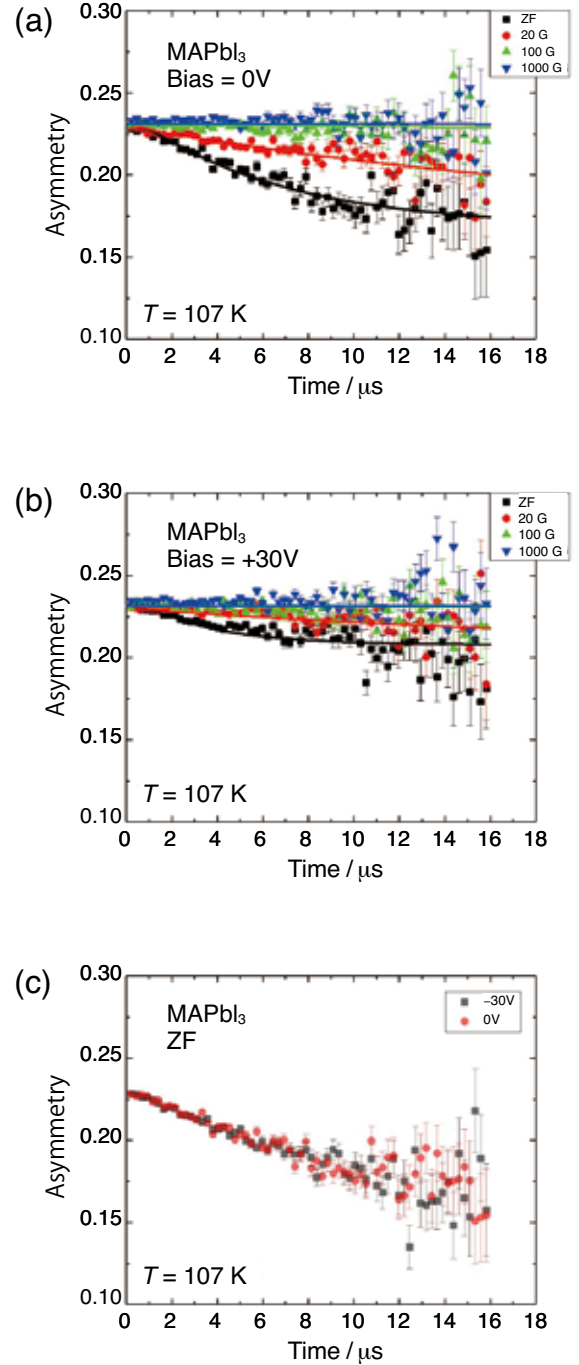 (a)
MAPbI₃
Bias = 0V
ZF
20 G
100 G
1000 G
0.30
0.25
0.20
0.15
0.10
Asymmetry
T = 107 K
0 2 4 6 8 10 12 14 16 18
Time / μs
(b)
MAPbI₃
Bias = +30V
ZF
20 G
100 G
1000 G
0.30
0.25
0.20
0.15
0.10
Asymmetry
T = 107 K
0 2 4 6 8 10 12 14 16 18
Time / μs
(c)
MAPbI₃
ZF
−30V
0V
0.30
0.25
0.20
0.15
0.10
Asymmetry
T = 107 K
0 2 4 6 8 10 12 14 16 18
Time / μs